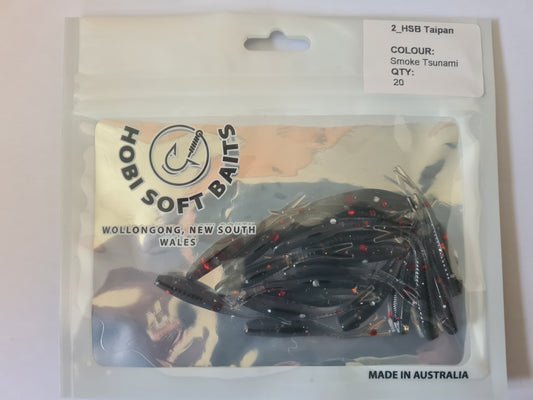 2_HSB Taipan
COLOUR:
Smoke Tsunami
QTY:
20
HOBI SOFT BAITS
WOLLONGONG, NEW SOUTH
WALES
MADE IN AUSTRALIA